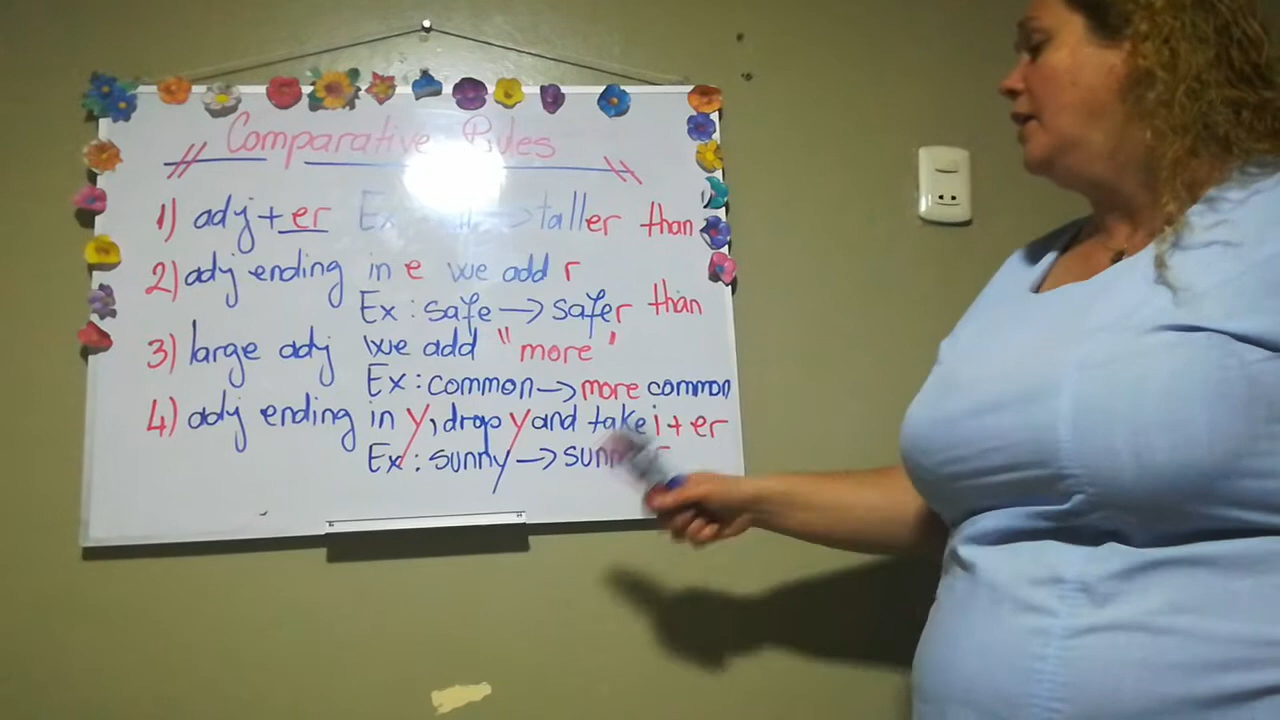 Comparative Rules
1) adj + er Ex → taller than
2) adj ending in e we add r
Ex : safe → safer than
3) large adj we add "more"
Ex : common → more common
4) adj ending in y, drop y and take i + er
Ex : sunny →